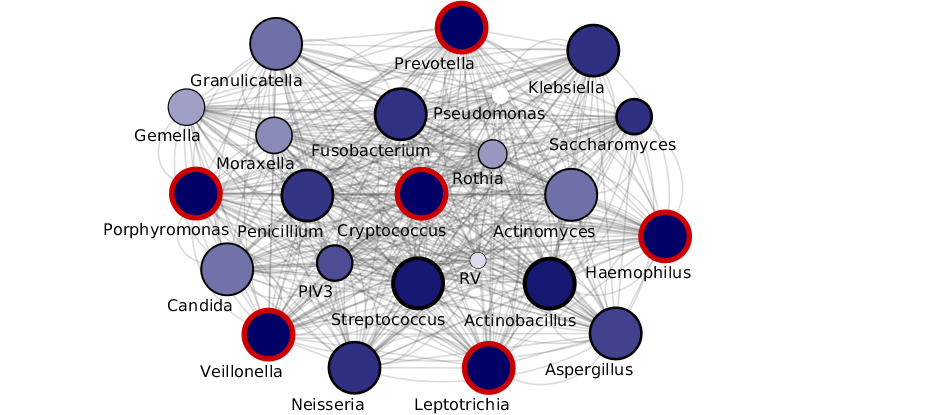 Prevotella
Granulicatella
Klebsiella
Pseudomonas
Gemella
Saccharomyces
Fusobacterium
Moraxella
Rothia
Porphyromonas
Penicillium
Cryptococcus
Actinomyces
Haemophilus
RV
PIV3
Candida
Streptococcus
Actinobacillus
Aspergillus
Veillonella
Neisseria
Leptotrichia